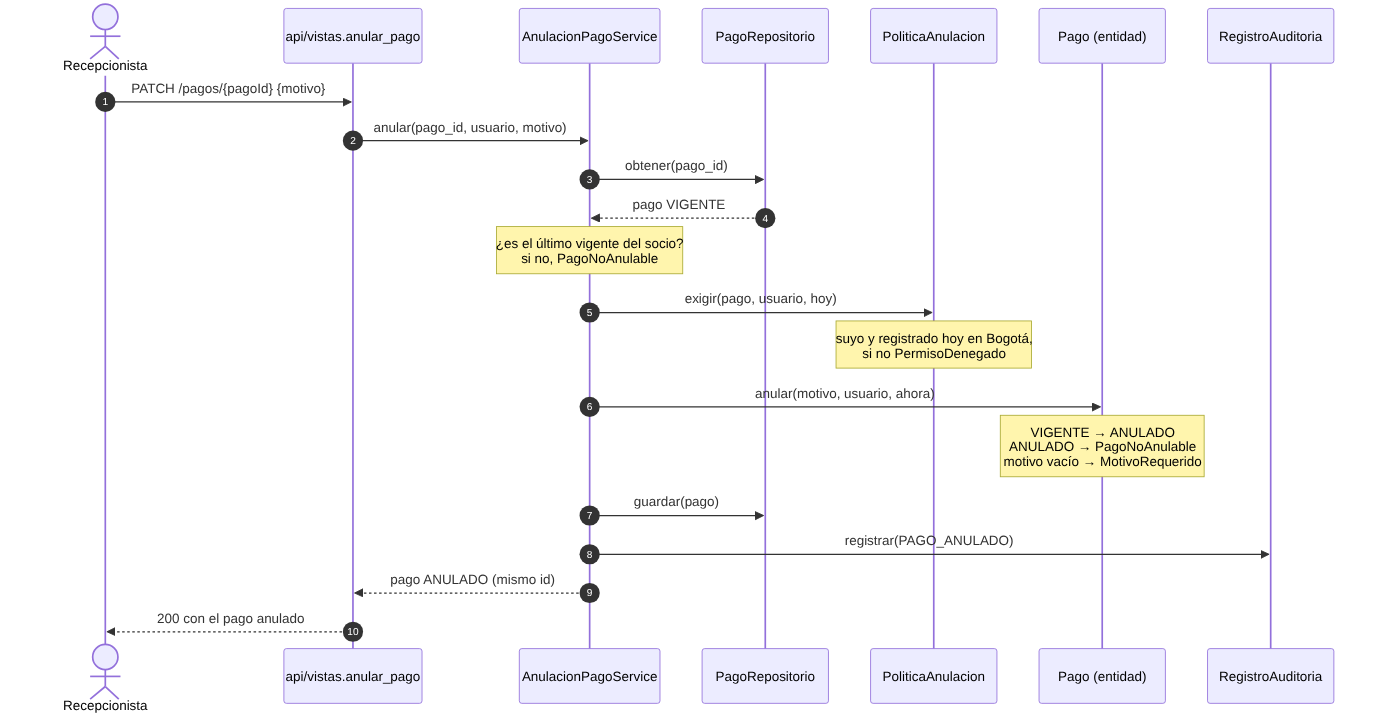 Recepcionista
api/vistas.anular_pago
AnulacionPagoService
PagoRepositorio
PoliticaAnulacion
Pago (entidad)
RegistroAuditoria
PATCH /pagos/{pagoId} {motivo}
1
anular(pago_id, usuario, motivo)
2
obtener(pago_id)
3
pago VIGENTE
4
¿es el último vigente del socio?
si no, PagoNoAnulable
exigir(pago, usuario, hoy)
5
suyo y registrado hoy en Bogotá,
si no PermisoDenegado
anular(motivo, usuario, ahora)
6
VIGENTE → ANULADO
ANULADO → PagoNoAnulable
motivo vacío → MotivoRequerido
guardar(pago)
7
registrar(PAGO_ANULADO)
8
pago ANULADO (mismo id)
9
200 con el pago anulado
10
Recepcionista
api/vistas.anular_pago
AnulacionPagoService
PagoRepositorio
PoliticaAnulacion
Pago (entidad)
RegistroAuditoria